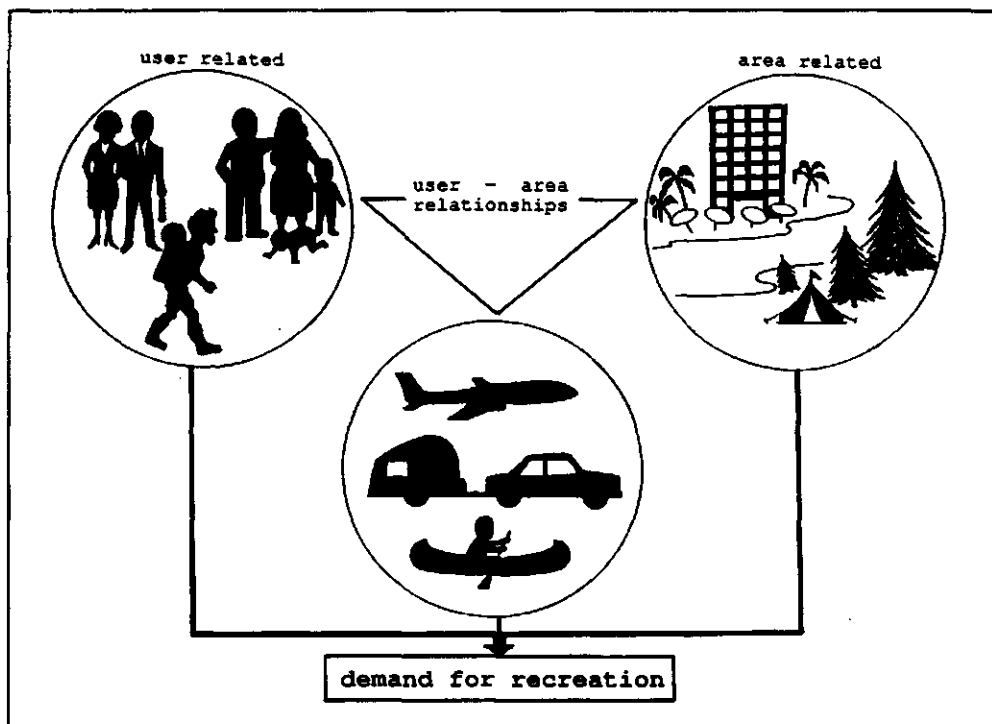 user related
area related
user - area
relationships
demand for recreation